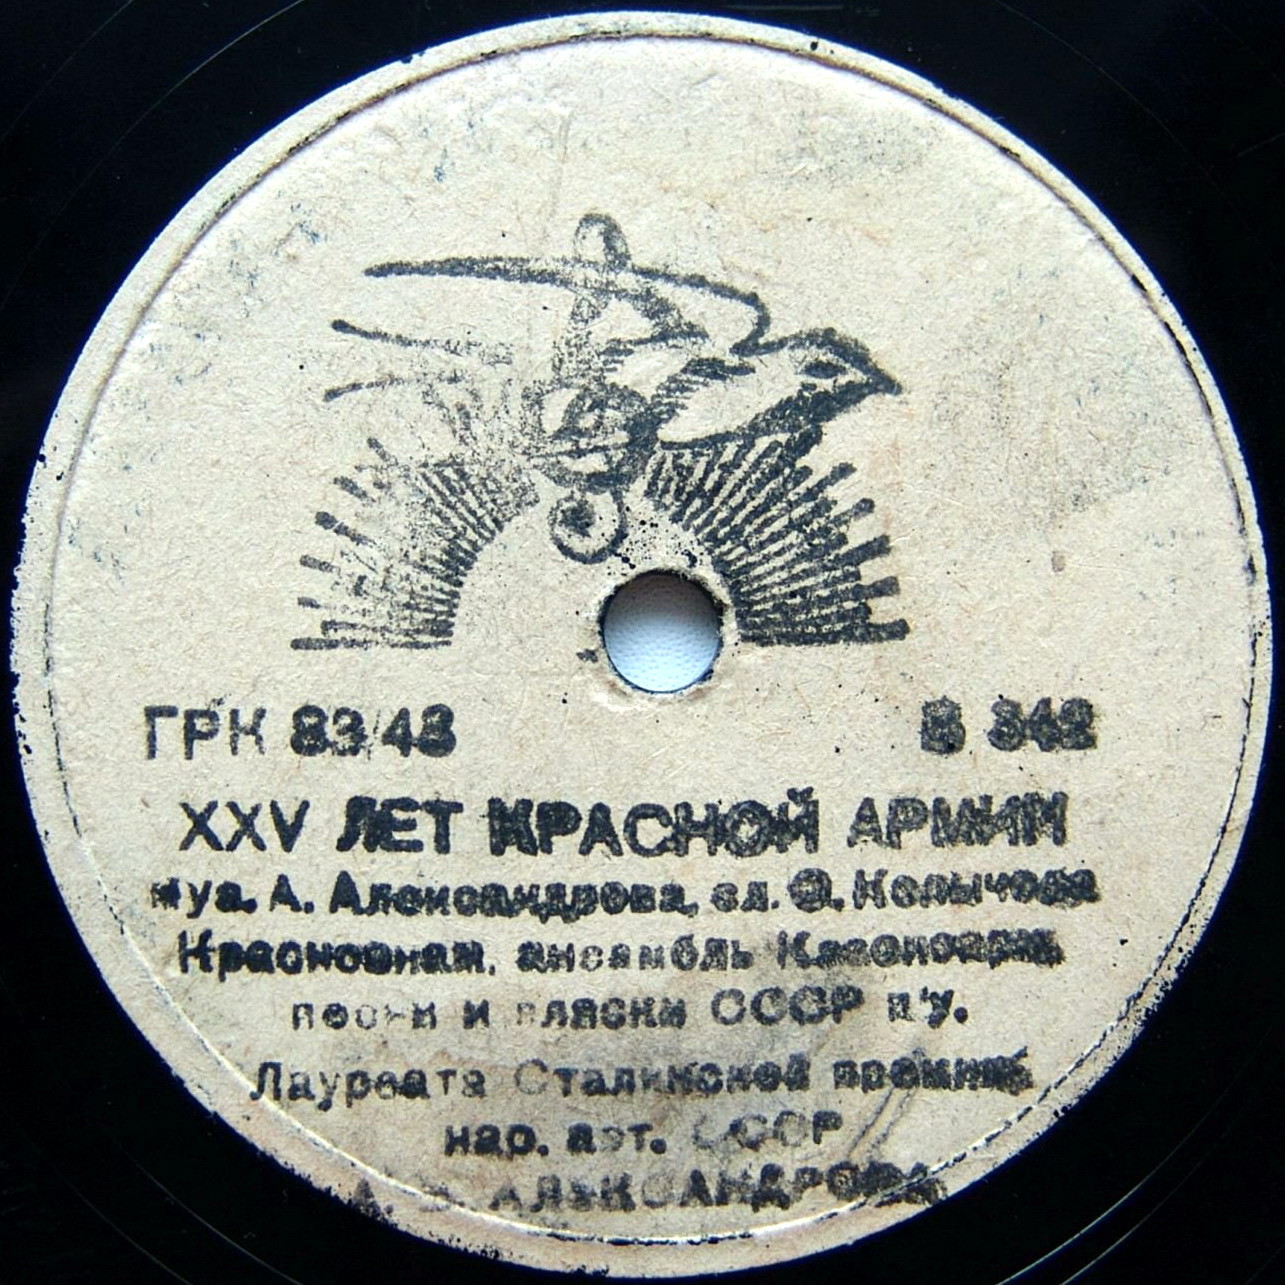 ГРК 83/43 В 342
XXV ЛЕТ КРАСНОЙ АРМИИ
муз. А. Александрова, сл. О. Колычева
Краснознам. ансамбль Красноарм.
песни и пляски СССР п/у.
Лауреата Сталинской премии
нар. арт. СССР
А. В. АЛЕКСАНДРОВА